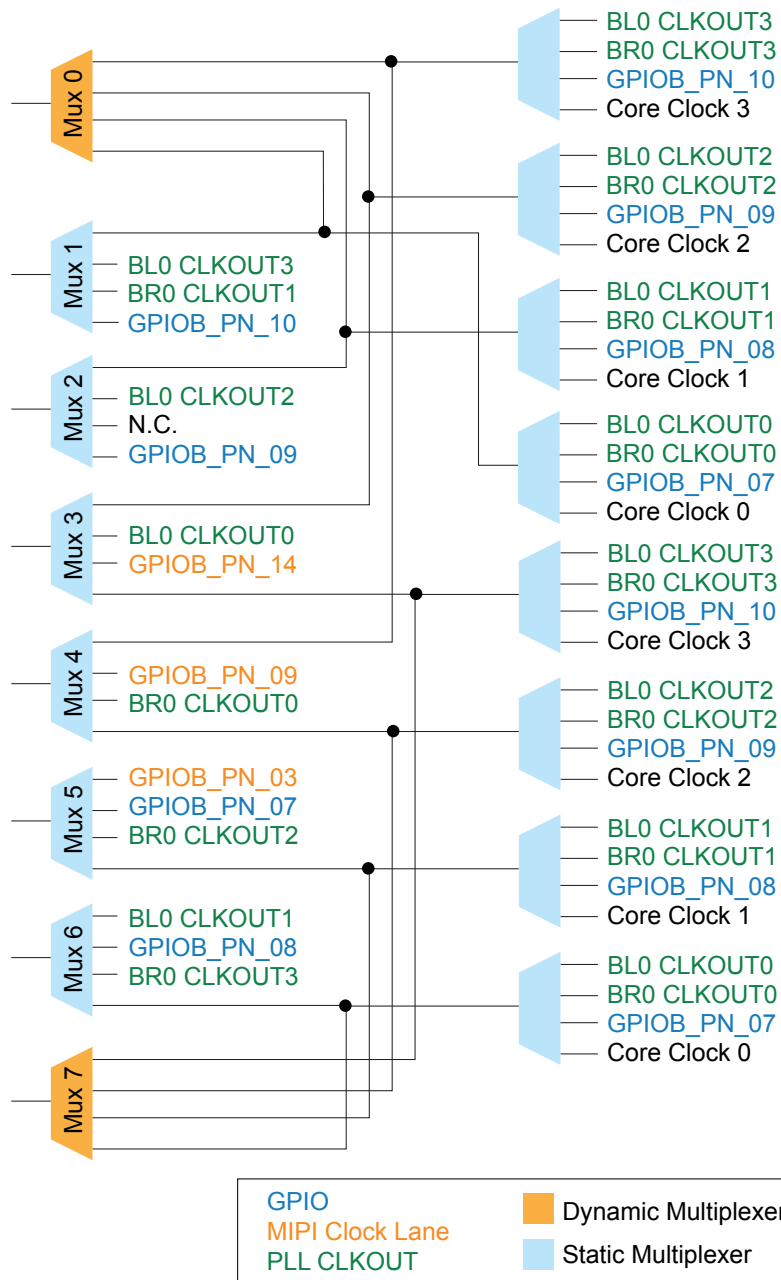 Mux 0
Mux 1
BL0 CLKOUT3
BR0 CLKOUT1
GPIOB_PN_10
Mux 2
BL0 CLKOUT2
N.C.
GPIOB_PN_09
Mux 3
BL0 CLKOUT0
GPIOB_PN_14
Mux 4
GPIOB_PN_09
BR0 CLKOUT0
Mux 5
GPIOB_PN_03
GPIOB_PN_07
BR0 CLKOUT2
Mux 6
BL0 CLKOUT1
GPIOB_PN_08
BR0 CLKOUT3
Mux 7
BL0 CLKOUT3
BR0 CLKOUT3
GPIOB_PN_10
Core Clock 3
BL0 CLKOUT2
BR0 CLKOUT2
GPIOB_PN_09
Core Clock 2
BL0 CLKOUT1
BR0 CLKOUT1
GPIOB_PN_08
Core Clock 1
BL0 CLKOUT0
BR0 CLKOUT0
GPIOB_PN_07
Core Clock 0
BL0 CLKOUT3
BR0 CLKOUT3
GPIOB_PN_10
Core Clock 3
BL0 CLKOUT2
BR0 CLKOUT2
GPIOB_PN_09
Core Clock 2
BL0 CLKOUT1
BR0 CLKOUT1
GPIOB_PN_08
Core Clock 1
BL0 CLKOUT0
BR0 CLKOUT0
GPIOB_PN_07
Core Clock 0
GPIO
MIPI Clock Lane
PLL CLKOUT
Dynamic Multiplexer
Static Multiplexer